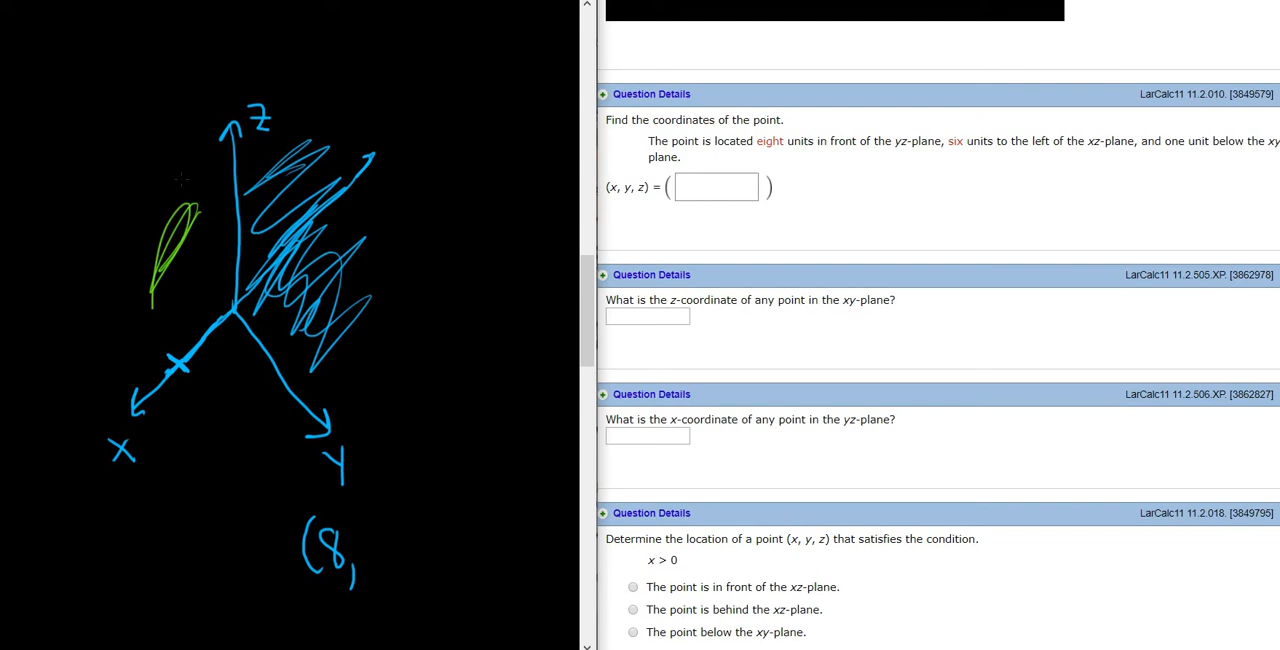 Z
X
Y
(8,
Question Details
LarCalc11 11.2.010. [3849579]
Find the coordinates of the point.
The point is located eight units in front of the yz-plane, six units to the left of the xz-plane, and one unit below the xy
plane.
(x, y, z) = ( )
Question Details
LarCalc11 11.2.505.XP. [3862978]
What is the z-coordinate of any point in the xy-plane?
Question Details
LarCalc11 11.2.506.XP. [3862827]
What is the x-coordinate of any point in the yz-plane?
Question Details
LarCalc11 11.2.018. [3849795]
Determine the location of a point (x, y, z) that satisfies the condition.
x > 0
The point is in front of the xz-plane.
The point is behind the xz-plane.
The point below the xy-plane.